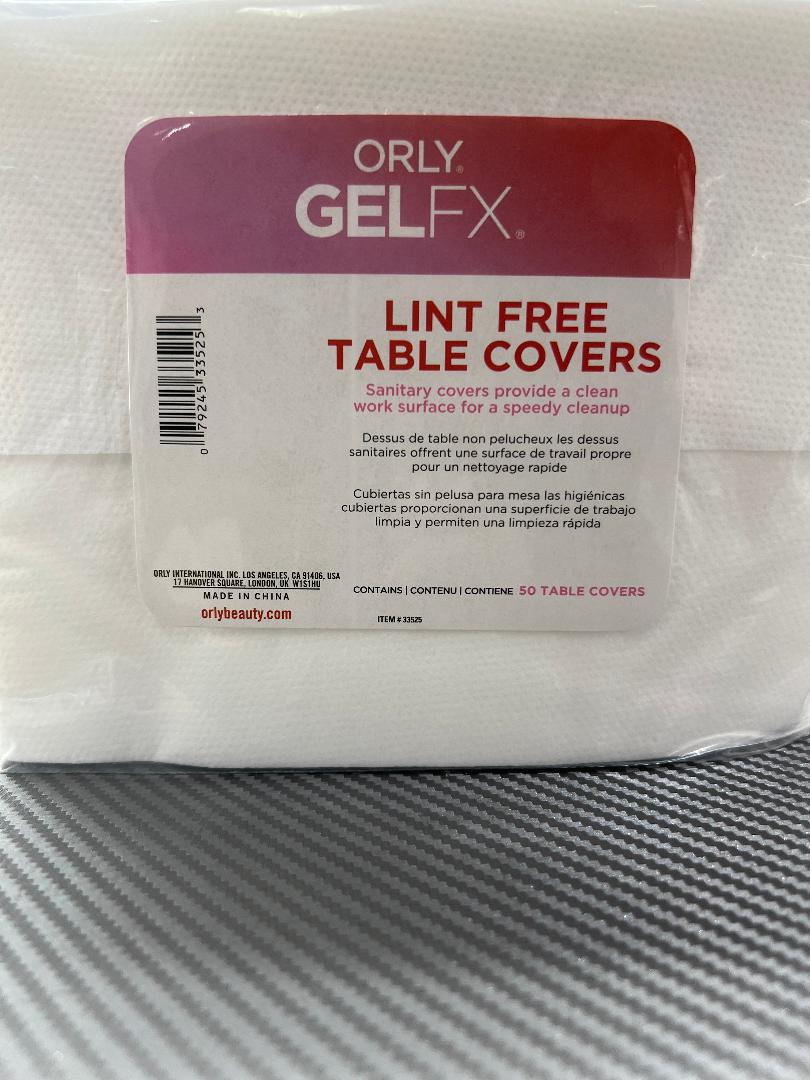 ORLY®
GELFX®
LINT FREE
TABLE COVERS
Sanitary covers provide a clean
work surface for a speedy cleanup
Dessus de table non pelucheux les dessus
sanitaires offrent une surface de travail propre
pour un nettoyage rapide
Cubiertas sin pelusa para mesa las higiénicas
cubiertas proporcionan una superficie de trabajo
limpia y permiten una limpieza rápida
0 79245 33525 3
ORLY INTERNATIONAL INC. LOS ANGELES, CA 91406, USA
17 HANOVER SQUARE, LONDON, UK W1S1HU
MADE IN CHINA
orlybeauty.com
CONTAINS | CONTENU | CONTIENE 50 TABLE COVERS
ITEM # 33525